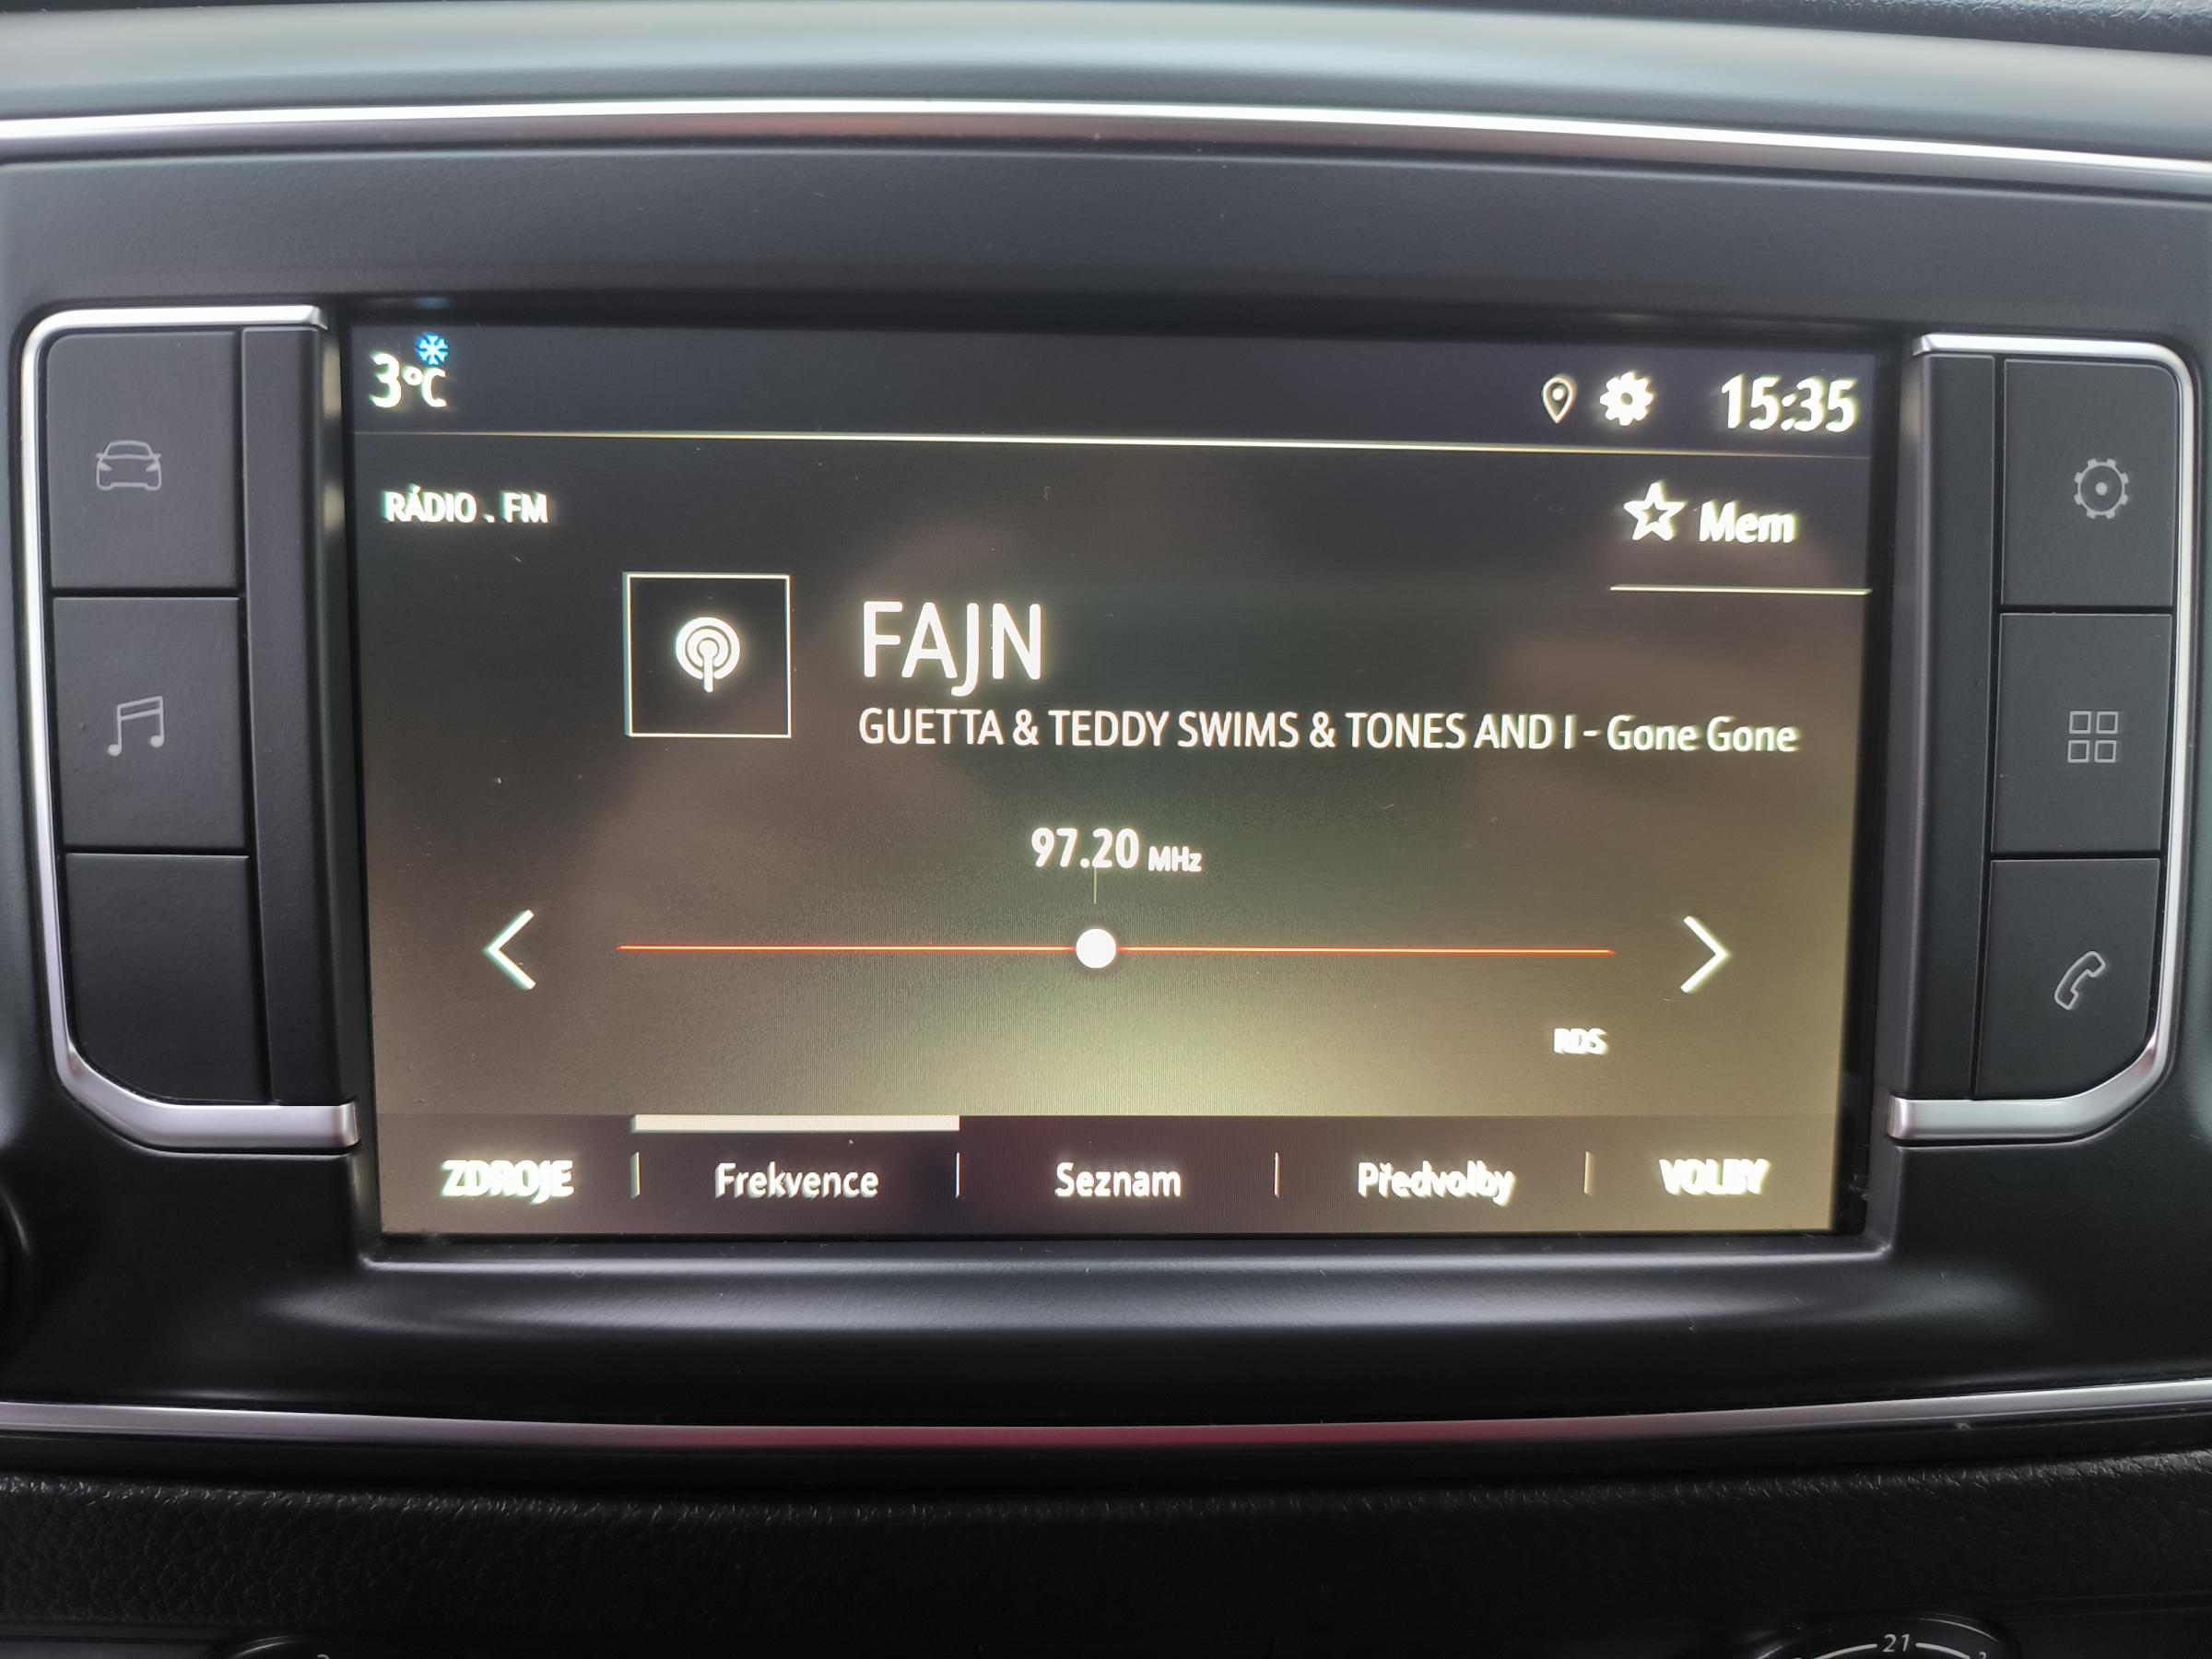 3°C
15:35
RÁDIO . FM
Mem
FAJN
GUETTA & TEDDY SWIMS & TONES AND I - Gone Gone
97.20 MHz
RDS
ZDROJE Frekvence Seznam Předvolby VOLBY
21